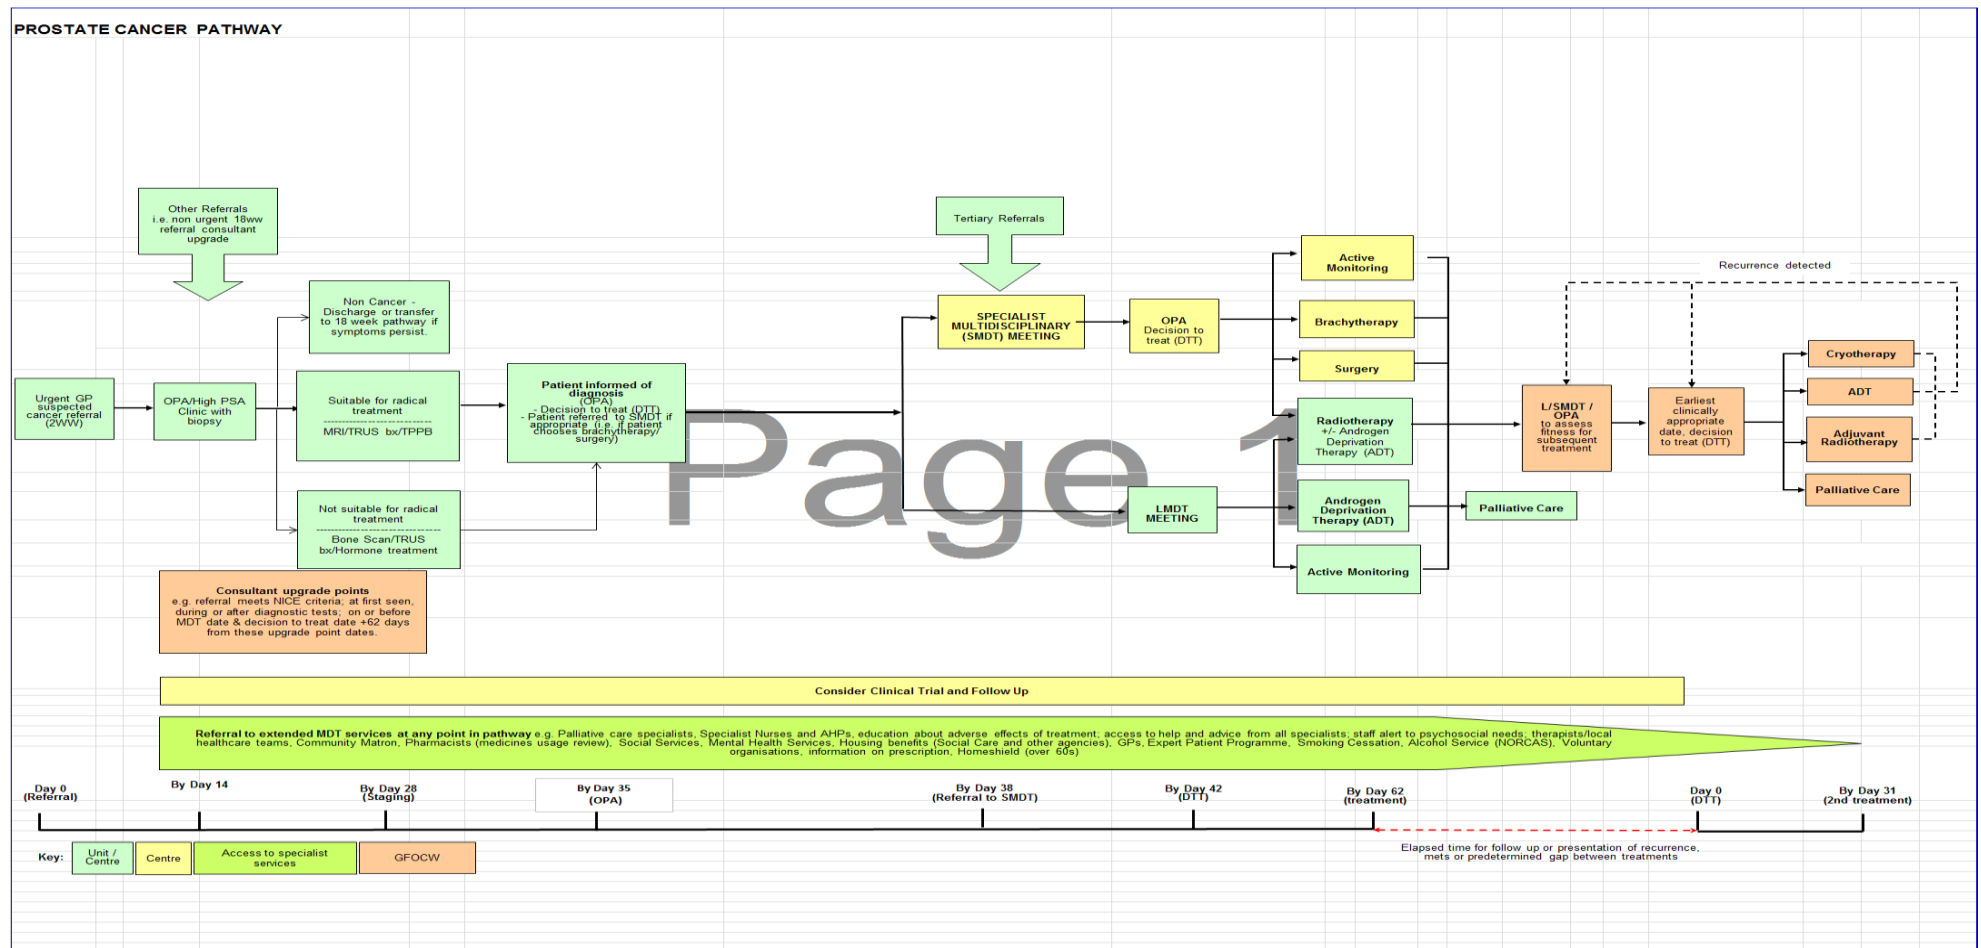 PROSTATE CANCER PATHWAY
Other Referrals
i.e. non urgent 18ww
referral consultant
upgrade
Tertiary Referrals
Urgent GP
suspected
cancer referral
(2WW)
OPA/High PSA
Clinic with
biopsy
Non Cancer -
Discharge or transfer
to 18 week pathway if
symptoms persist.
Suitable for radical
treatment
--------------------------------
MRI/TRUS bx/TPPB
Not suitable for radical
treatment
--------------------------------
Bone Scan/TRUS
bx/Hormone treatment
Patient informed of
diagnosis
(OPA)
- Decision to treat (DTT)
- Patient referred to SMDT if
appropriate (i.e. if patient
chooses brachytherapy/
surgery)
SPECIALIST
MULTIDISCIPLINARY
(SMDT) MEETING
OPA
Decision to
treat (DTT)
LMDT
MEETING
Active
Monitoring
Brachytherapy
Surgery
Radiotherapy
+/- Androgen
Deprivation
Therapy (ADT)
Androgen
Deprivation
Therapy (ADT)
Active Monitoring
Palliative Care
Recurrence detected
L/SMDT /
OPA
to assess
fitness for
subsequent
treatment
Earliest
clinically
appropriate
date, decision
to treat (DTT)
Cryotherapy
ADT
Adjuvant
Radiotherapy
Palliative Care
Page 1
Consultant upgrade points
e.g. referral meets NICE criteria; at first seen,
during or after diagnostic tests; on or before
MDT date & decision to treat date +62 days
from these upgrade point dates.
Consider Clinical Trial and Follow Up
Referral to extended MDT services at any point in pathway e.g. Palliative care specialists, Specialist Nurses and AHPs, education about adverse effects of treatment; access to help and advice from all specialists; staff alert to psychosocial needs; therapists/local
healthcare teams, Community Matron, Pharmacists (medicines usage review), Social Services, Mental Health Services, Housing benefits (Social Care and other agencies), GPs, Expert Patient Programme, Smoking Cessation, Alcohol Service (NORCAS), Voluntary
organisations, information on prescription, Homeshield (over 60s)
Day 0
(Referral)
By Day 14
By Day 28
(Staging)
By Day 35
(OPA)
By Day 38
(Referral to SMDT)
By Day 42
(DTT)
By Day 62
(treatment)
Day 0
(DTT)
By Day 31
(2nd treatment)
Elapsed time for follow up or presentation of recurrence,
mets or predetermined gap between treatments
Key:
Unit /
Centre
Centre
Access to specialist
services
GFOCW